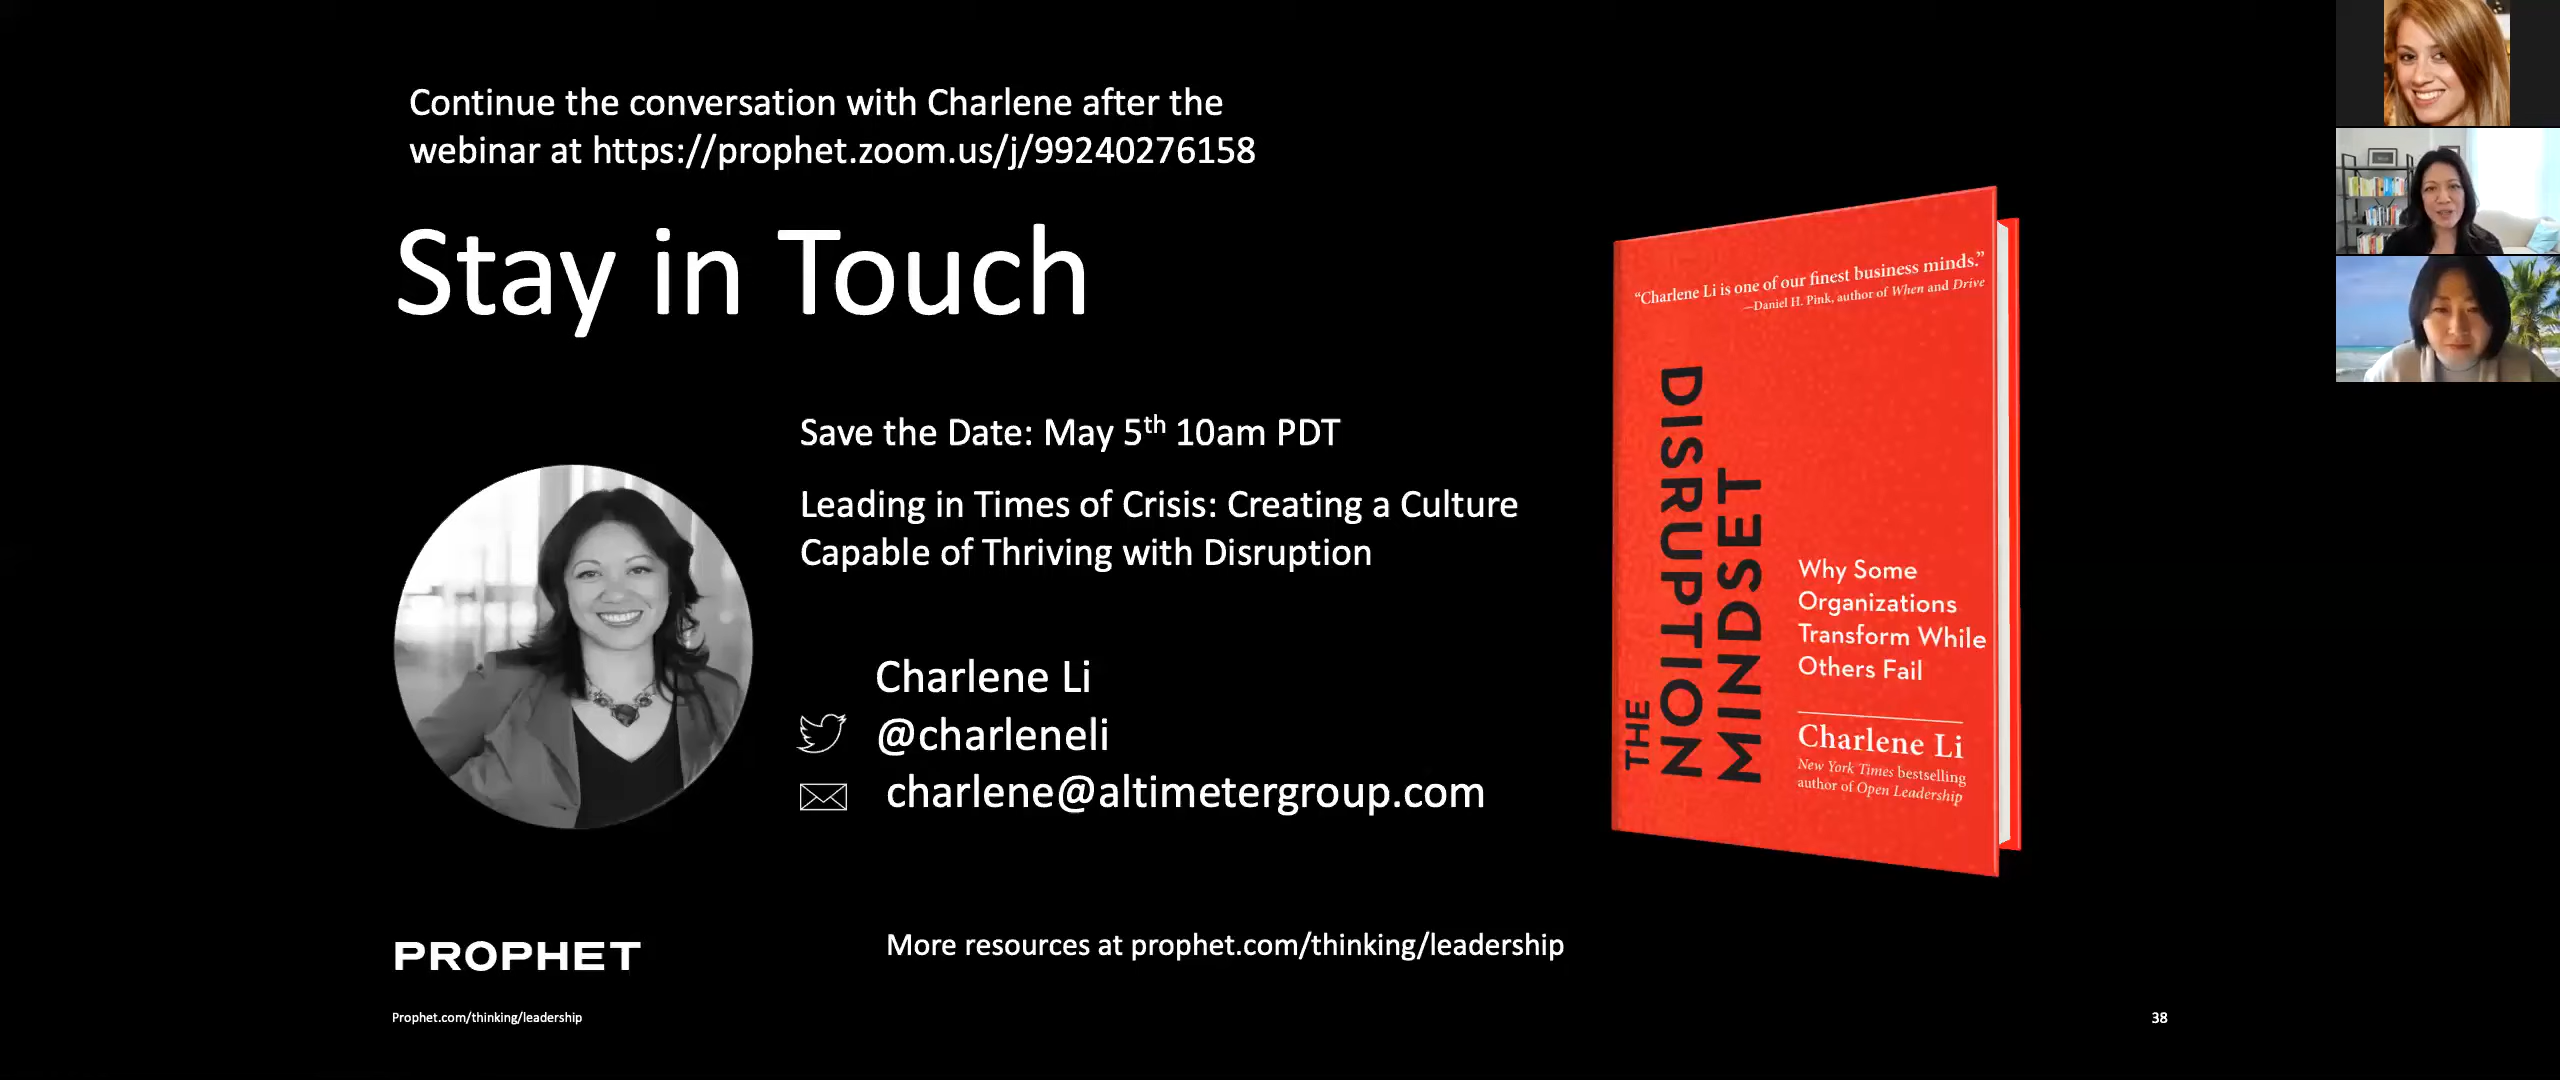 Continue the conversation with Charlene after the
webinar at https://prophet.zoom.us/j/99240276158
Stay in Touch
Save the Date: May 5th 10am PDT
Leading in Times of Crisis: Creating a Culture
Capable of Thriving with Disruption
Charlene Li
@charleneli
charlene@altimetergroup.com
"Charlene Li is one of our finest business minds."
—Daniel H. Pink, author of When and Drive
THE
DISRUPTION
MINDSET
Why Some
Organizations
Transform While
Others Fail
Charlene Li
New York Times bestselling
author of Open Leadership
PROPHET
More resources at prophet.com/thinking/leadership
Prophet.com/thinking/leadership
38